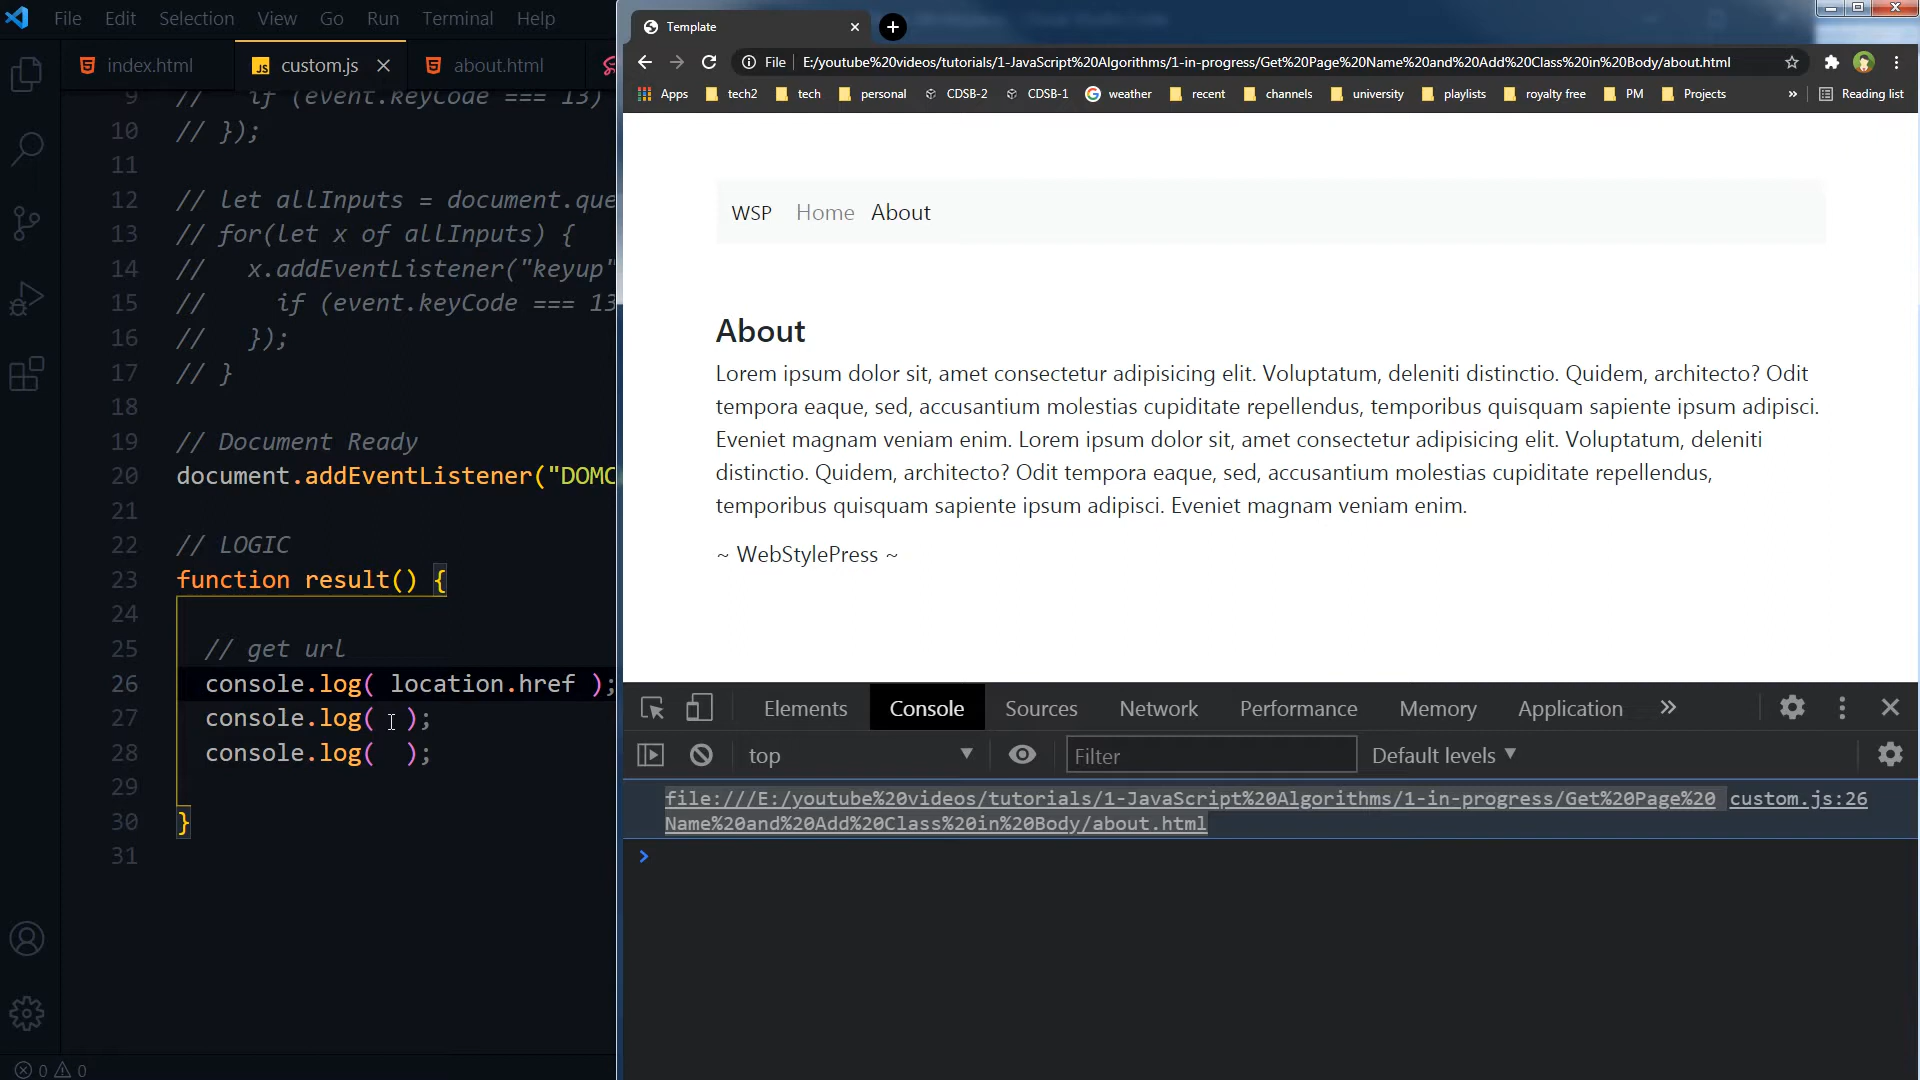 File Edit Selection View Go Run Terminal Help
index.html
custom.js
about.html
9 // if (event.keyCode === 13)
10 // });
11
12 // let allInputs = document.que
13 // for(let x of allInputs) {
14 // x.addEventListener("keyup"
15 // if (event.keyCode === 13
16 // });
17 // }
18
19 // Document Ready
20 document.addEventListener("DOMC
21
22 // LOGIC
23 function result() {
24
25 // get url
26 console.log( location.href );
27 console.log( );
28 console.log( );
29
30 }
31
0 0
Template
File E:/youtube%20videos/tutorials/1-JavaScript%20Algorithms/1-in-progress/Get%20Page%20Name%20and%20Add%20Class%20in%20Body/about.html
Apps tech2 tech personal CDSB-2 CDSB-1 weather recent channels university playlists royalty free PM Projects » Reading list
WSP Home About
About
Lorem ipsum dolor sit, amet consectetur adipisicing elit. Voluptatum, deleniti distinctio. Quidem, architecto? Odit
tempora eaque, sed, accusantium molestias cupiditate repellendus, temporibus quisquam sapiente ipsum adipisci.
Eveniet magnam veniam enim. Lorem ipsum dolor sit, amet consectetur adipisicing elit. Voluptatum, deleniti
distinctio. Quidem, architecto? Odit tempora eaque, sed, accusantium molestias cupiditate repellendus,
temporibus quisquam sapiente ipsum adipisci. Eveniet magnam veniam enim.
~ WebStylePress ~
Elements Console Sources Network Performance Memory Application »
top Filter Default levels
file:///E:/youtube%20videos/tutorials/1-JavaScript%20Algorithms/1-in-progress/Get%20Page%20 custom.js:26
Name%20and%20Add%20Class%20in%20Body/about.html
>